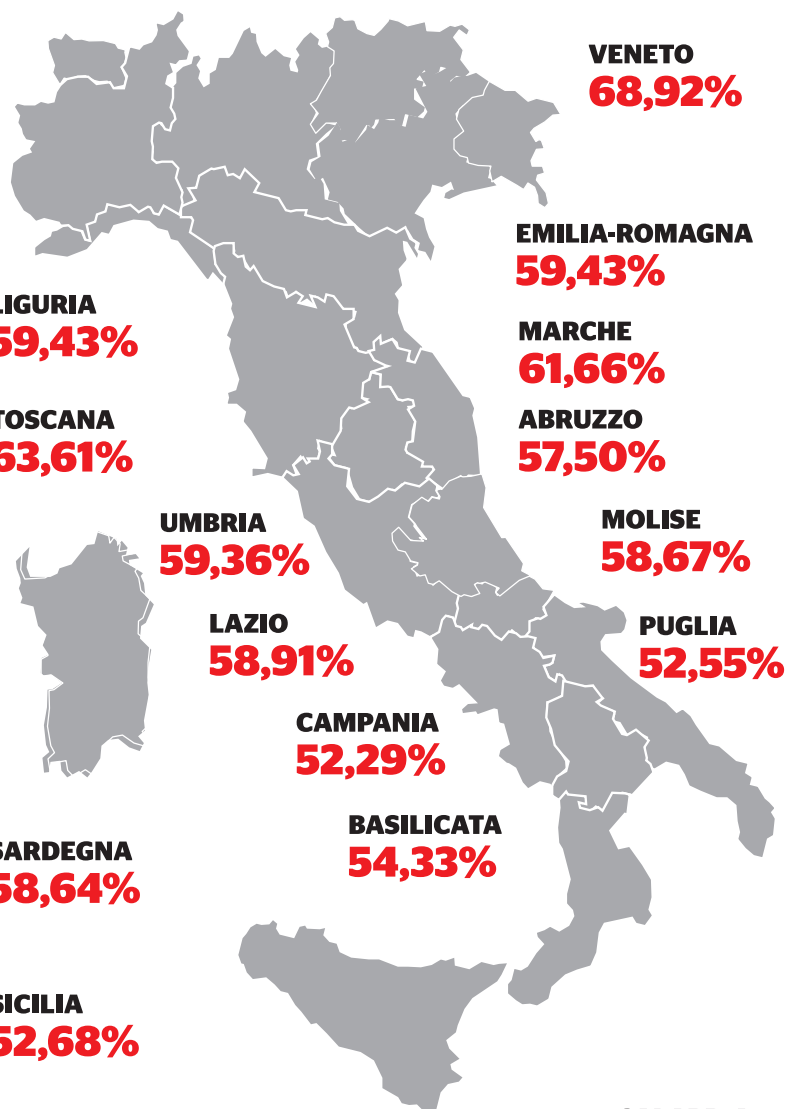 VENETO
68,92%
EMILIA-ROMAGNA
59,43%
LIGURIA
59,43%
MARCHE
61,66%
TOSCANA
63,61%
ABRUZZO
57,50%
UMBRIA
59,36%
MOLISE
58,67%
LAZIO
58,91%
PUGLIA
52,55%
CAMPANIA
52,29%
BASILICATA
54,33%
SARDEGNA
58,64%
SICILIA
52,68%